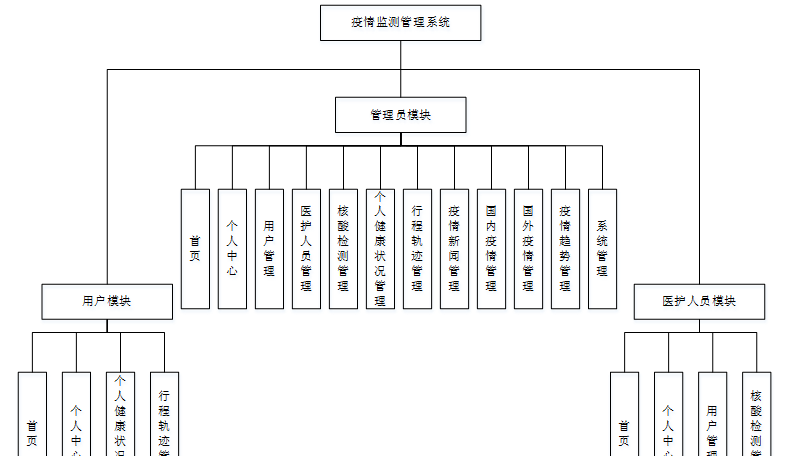 疫情监测管理系统
管理员模块
首页
个人中心
用户管理
医护人员管理
核酸检测管理
个人健康状况管理
行程轨迹管理
疫情新闻管理
国内疫情管理
国外疫情管理
疫情趋势管理
系统管理
用户模块
医护人员模块
首页
个人中心
个人健康状况
行程轨迹管
首页
个人中心
用户管理
核酸检测管